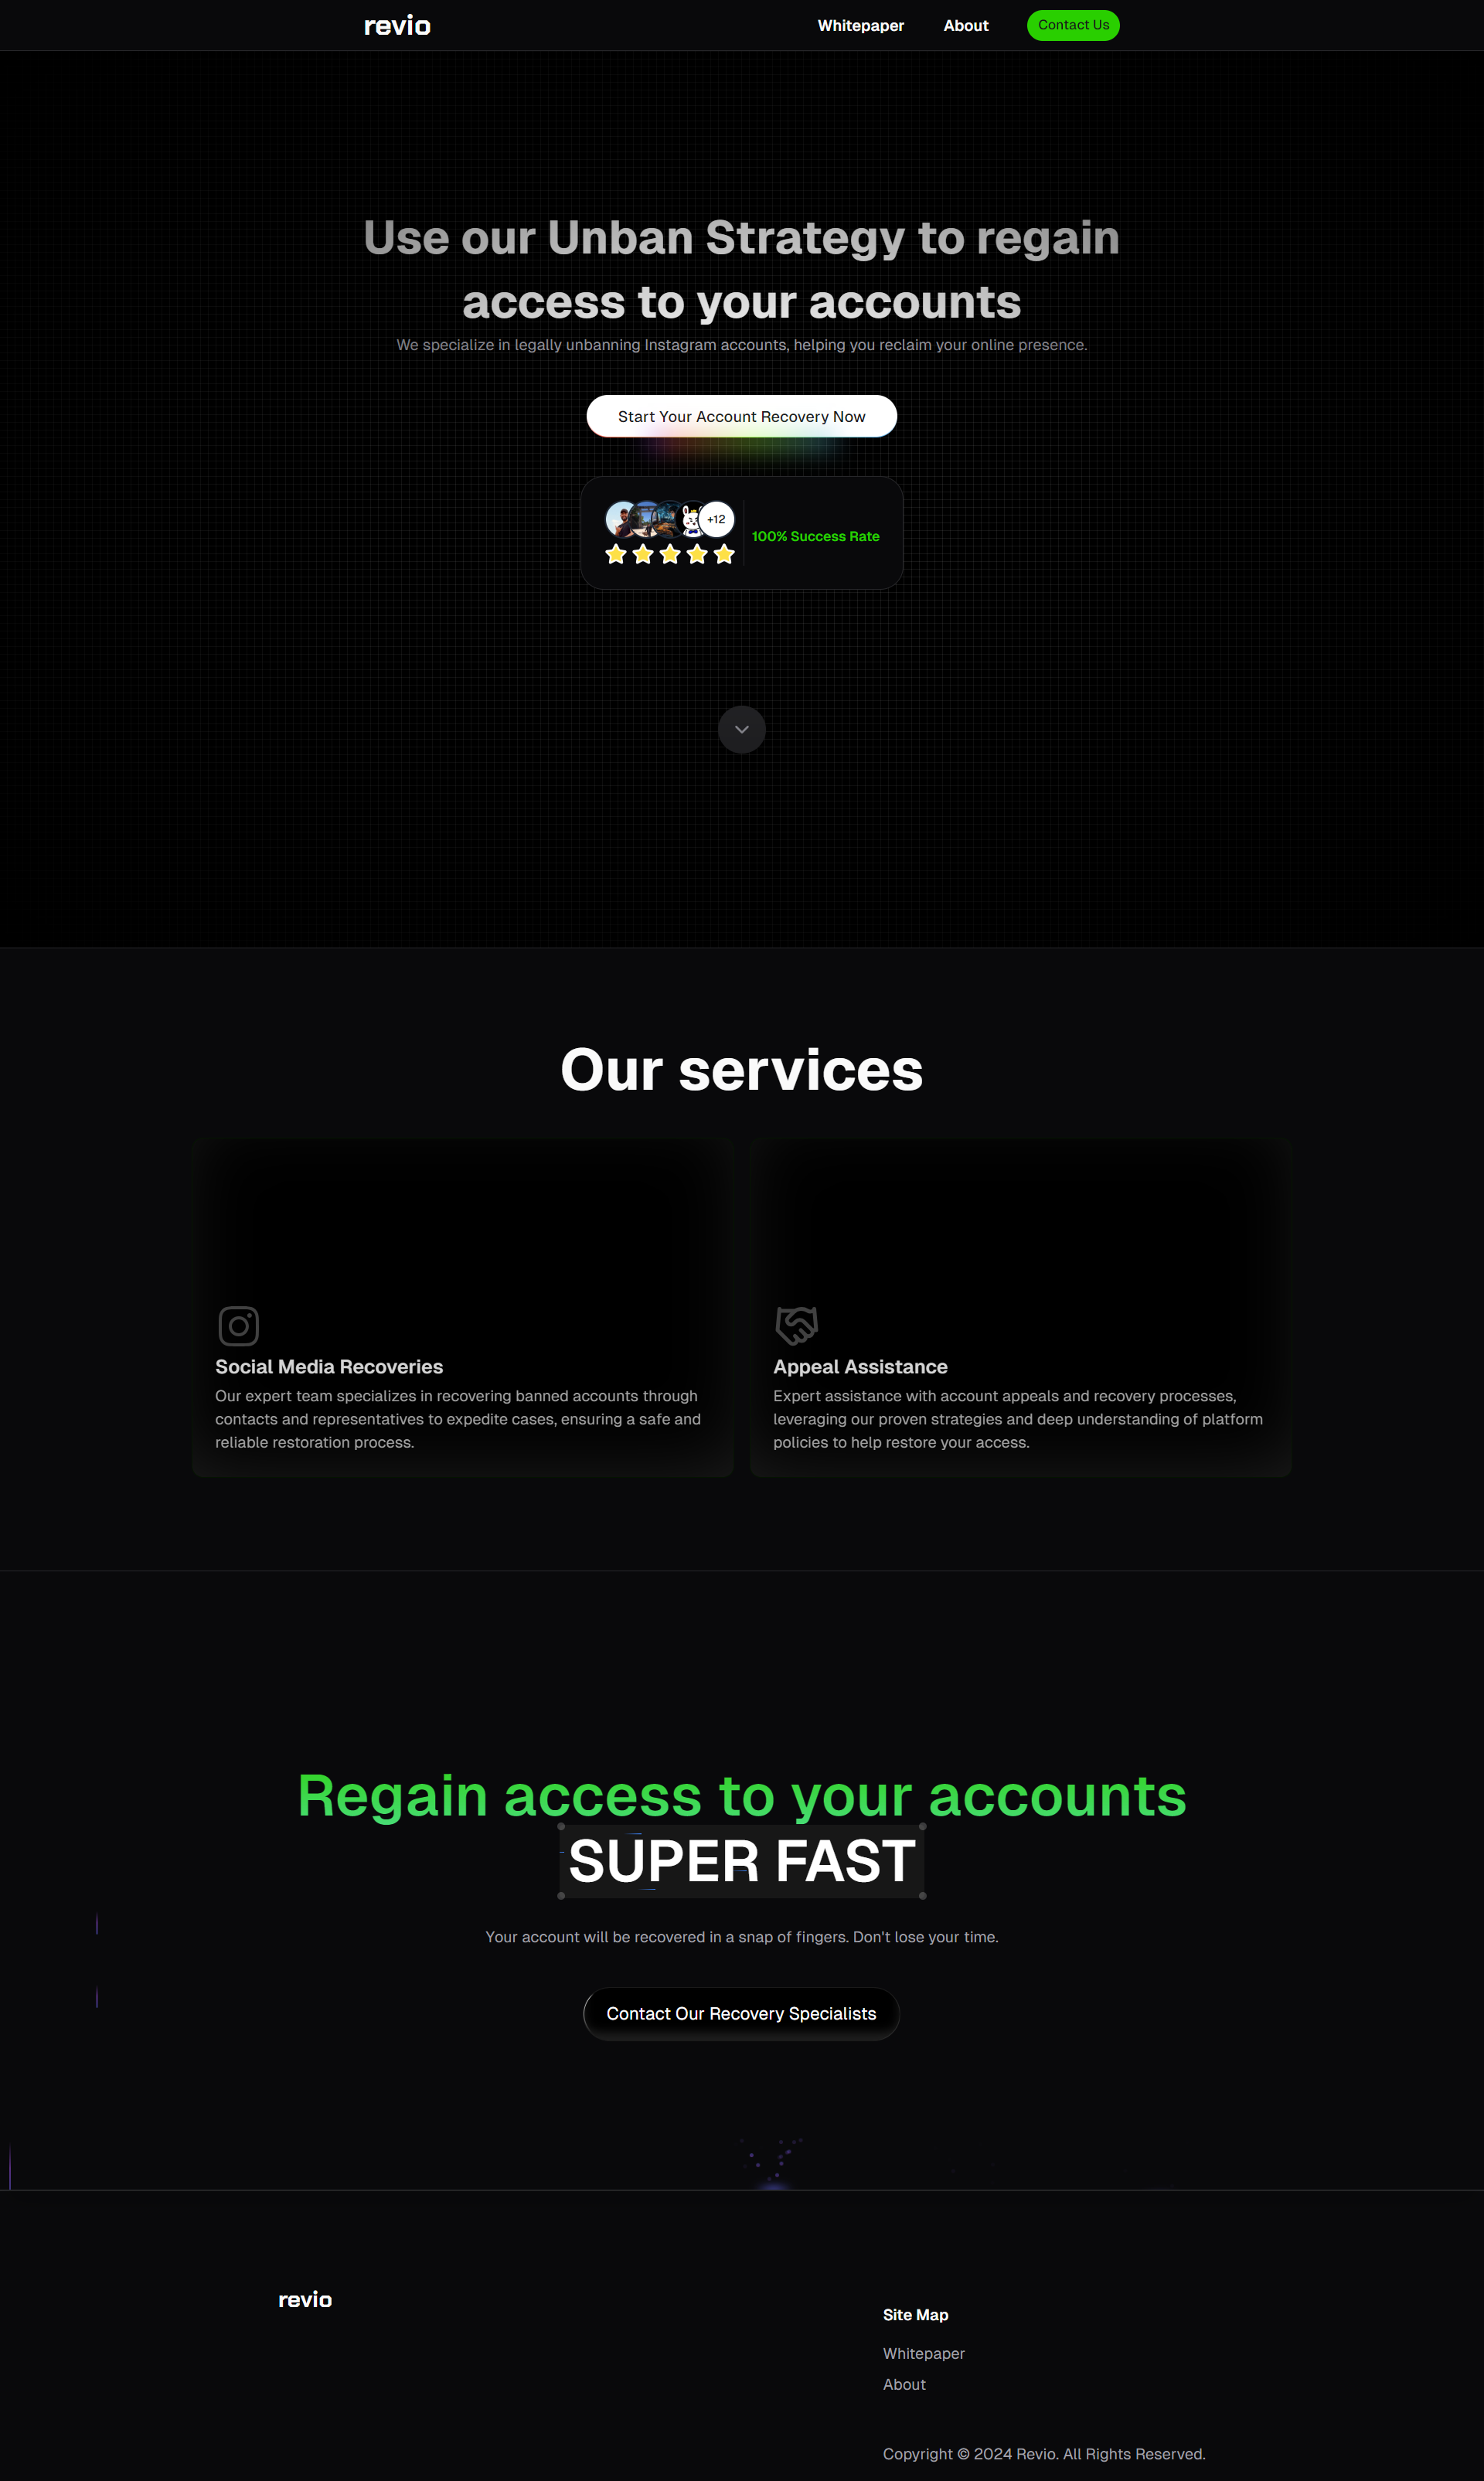 revio
Whitepaper
About
Contact Us
Use our Unban Strategy to regain
access to your accounts
We specialize in legally unbanning Instagram accounts, helping you reclaim your online presence.
Start Your Account Recovery Now
+12
100% Success Rate
Our services
Social Media Recoveries
Our expert team specializes in recovering banned accounts through
contacts and representatives to expedite cases, ensuring a safe and
reliable restoration process.
Appeal Assistance
Expert assistance with account appeals and recovery processes,
leveraging our proven strategies and deep understanding of platform
policies to help restore your access.
Regain access to your accounts
SUPER FAST
Your account will be recovered in a snap of fingers. Don't lose your time.
Contact Our Recovery Specialists
revio
Site Map
Whitepaper
About
Copyright © 2024 Revio. All Rights Reserved.